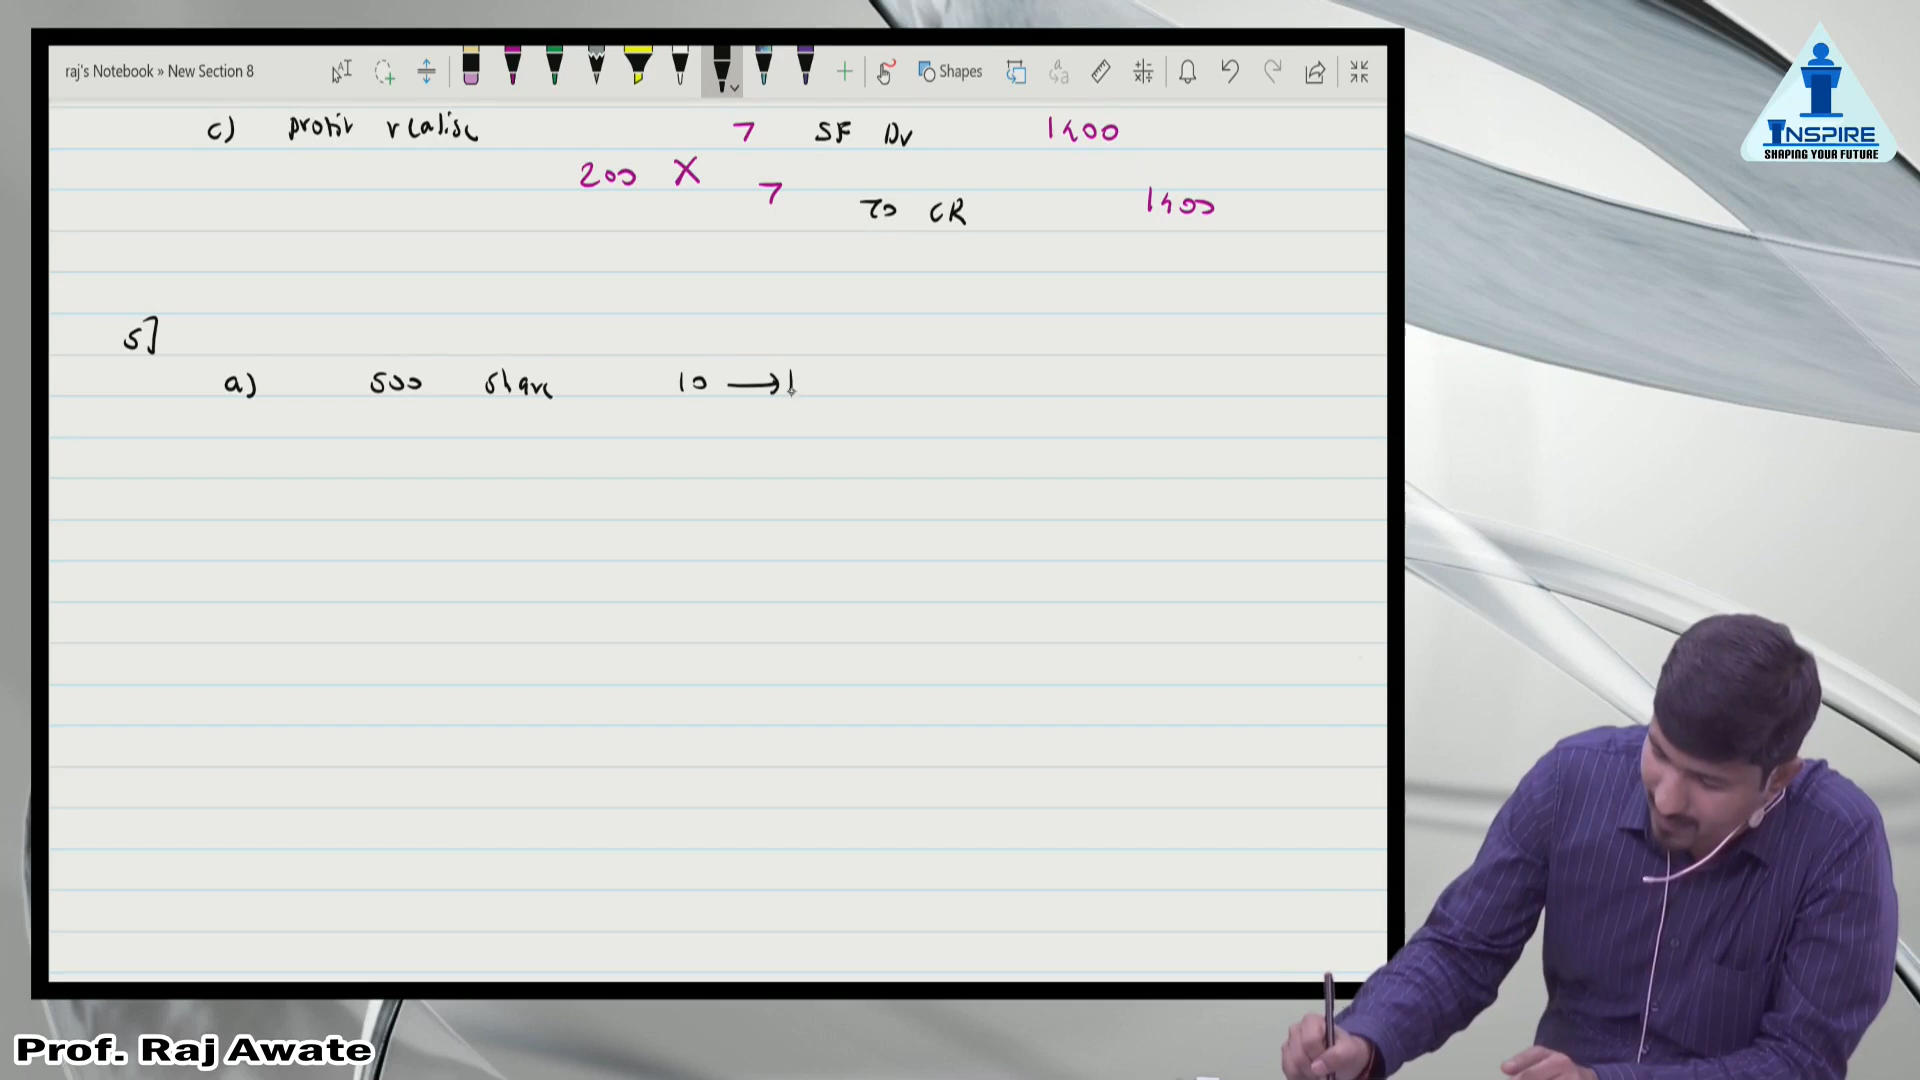 raj's Notebook » New Section 8
Shapes
INSPIRE
SHAPING YOUR FUTURE
c) profit realise 7 SF Dr 1400
200 X 7
To CR 1400
5]
a) 500 share 10 → 1
Prof. Raj Awate